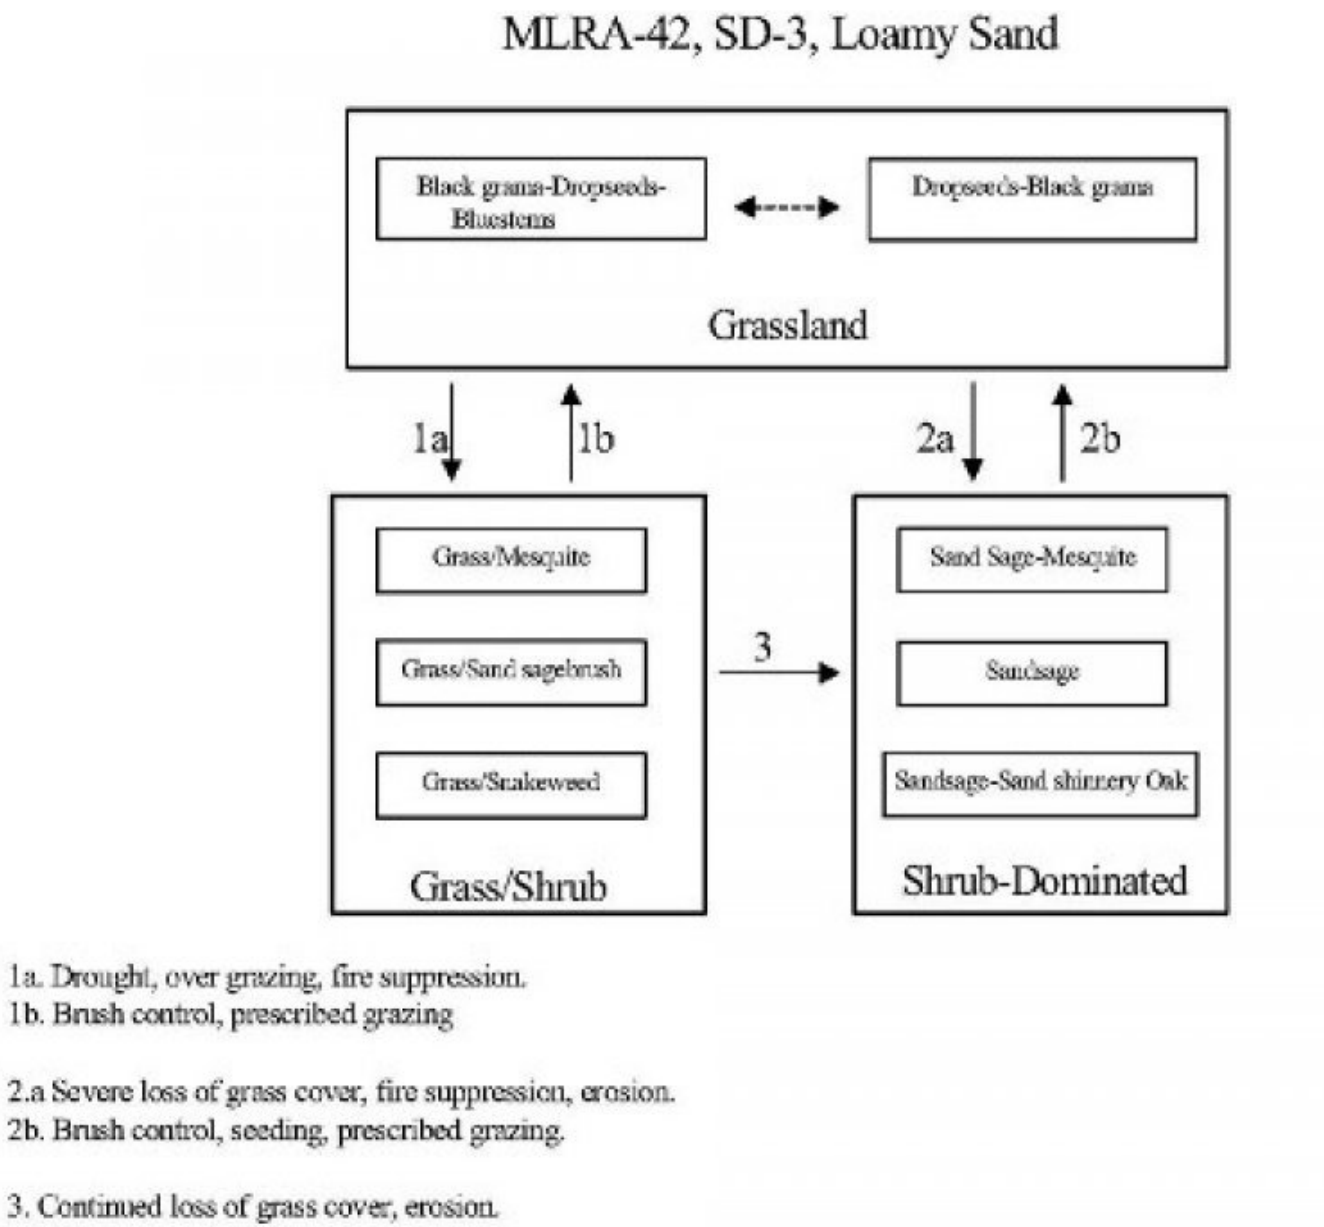 MLRA-42, SD-3, Loamy Sand
Black grama-Dropseeds-
Bluestems
Dropseeds-Black grama
Grassland
1a
1b
2a
2b
Grass/Mesquite
Sand Sage-Mesquite
Grass/Sand sagebrush
3
Sandsage
Grass/Snakeweed
Sandsage-Sand shinnery Oak
Grass/Shrub
Shrub-Dominated
1a. Drought, over grazing, fire suppression.
1b. Brush control, prescribed grazing
2.a Severe loss of grass cover, fire suppression, erosion.
2b. Brush control, seeding, prescribed grazing.
3. Continued loss of grass cover, erosion.